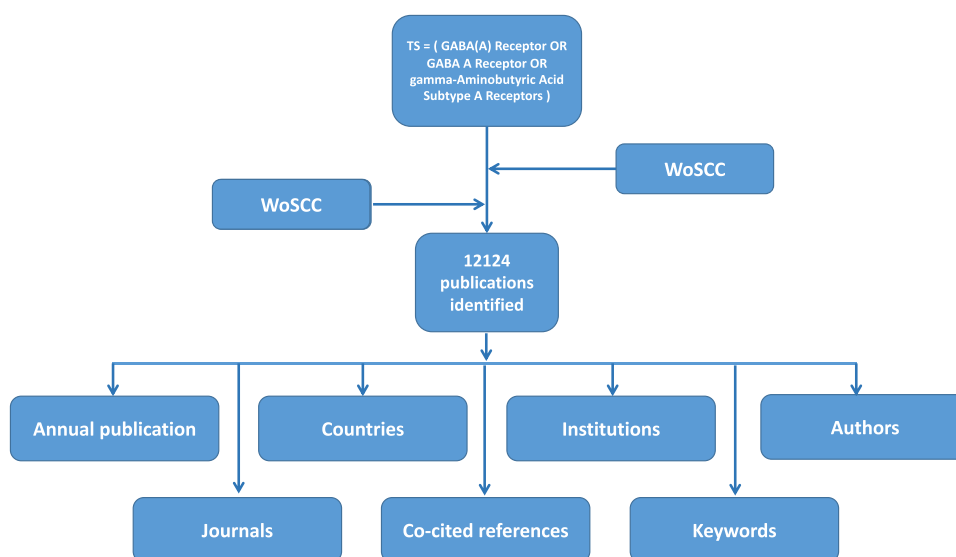 TS = ( GABA(A) Receptor OR
GABA A Receptor OR
gamma-Aminobutyric Acid
Subtype A Receptors )
WoSCC
WoSCC
12124
publications
identified
Annual publication
Countries
Institutions
Authors
Journals
Co-cited references
Keywords